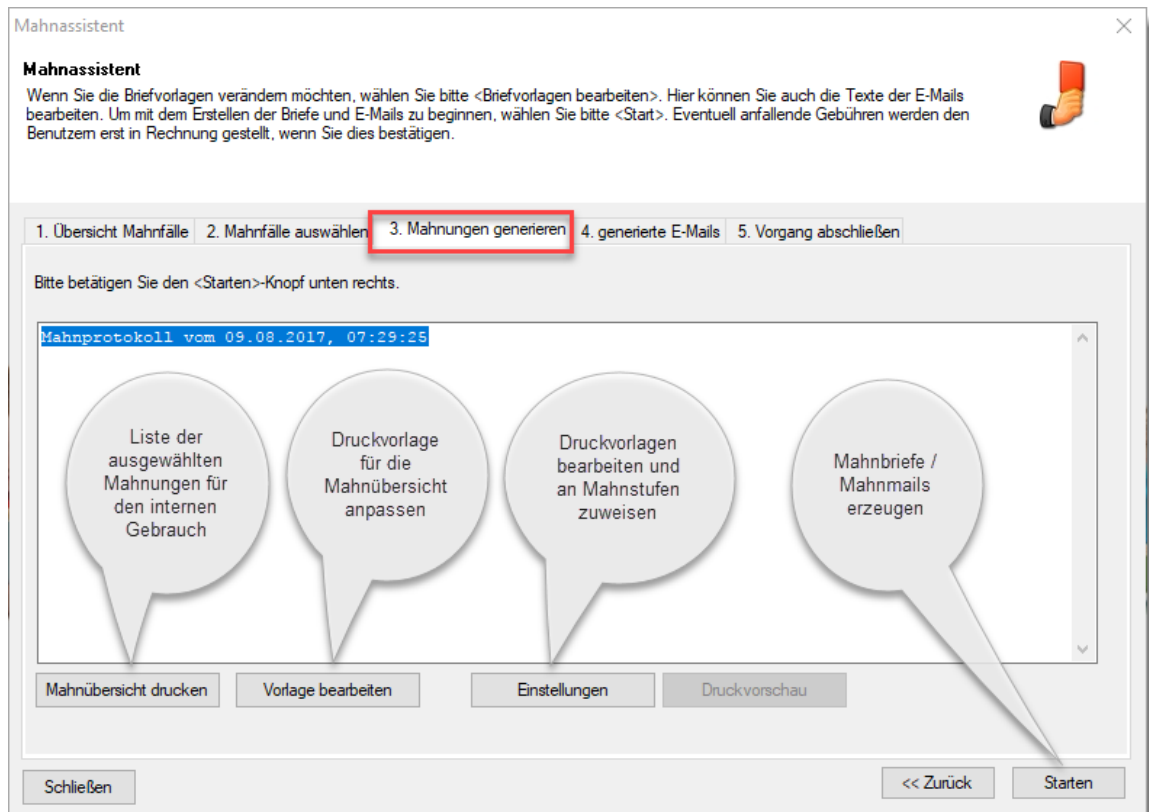 Mahnassistent
Mahnassistent
Wenn Sie die Briefvorlagen verändern möchten, wählen Sie bitte <Briefvorlagen bearbeiten>. Hier können Sie auch die Texte der E-Mails
bearbeiten. Um mit dem Erstellen der Briefe und E-Mails zu beginnen, wählen Sie bitte <Start>. Eventuell anfallende Gebühren werden den
Benutzern erst in Rechnung gestellt, wenn Sie dies bestätigen.
1. Übersicht Mahnfälle
2. Mahnfälle auswählen
3. Mahnungen generieren
4. generierte E-Mails
5. Vorgang abschließen
Bitte betätigen Sie den <Starten>-Knopf unten rechts.
Mahnprotokoll vom 09.08.2017, 07:29:25
Liste der
ausgewählten
Mahnungen für
den internen
Gebrauch
Druckvorlage
für die
Mahnübersicht
anpassen
Druckvorlagen
bearbeiten und
an Mahnstufen
zuweisen
Mahnbriefe /
Mahnmails
erzeugen
Mahnübersicht drucken
Vorlage bearbeiten
Einstellungen
Druckvorschau
Schließen
<< Zurück
Starten